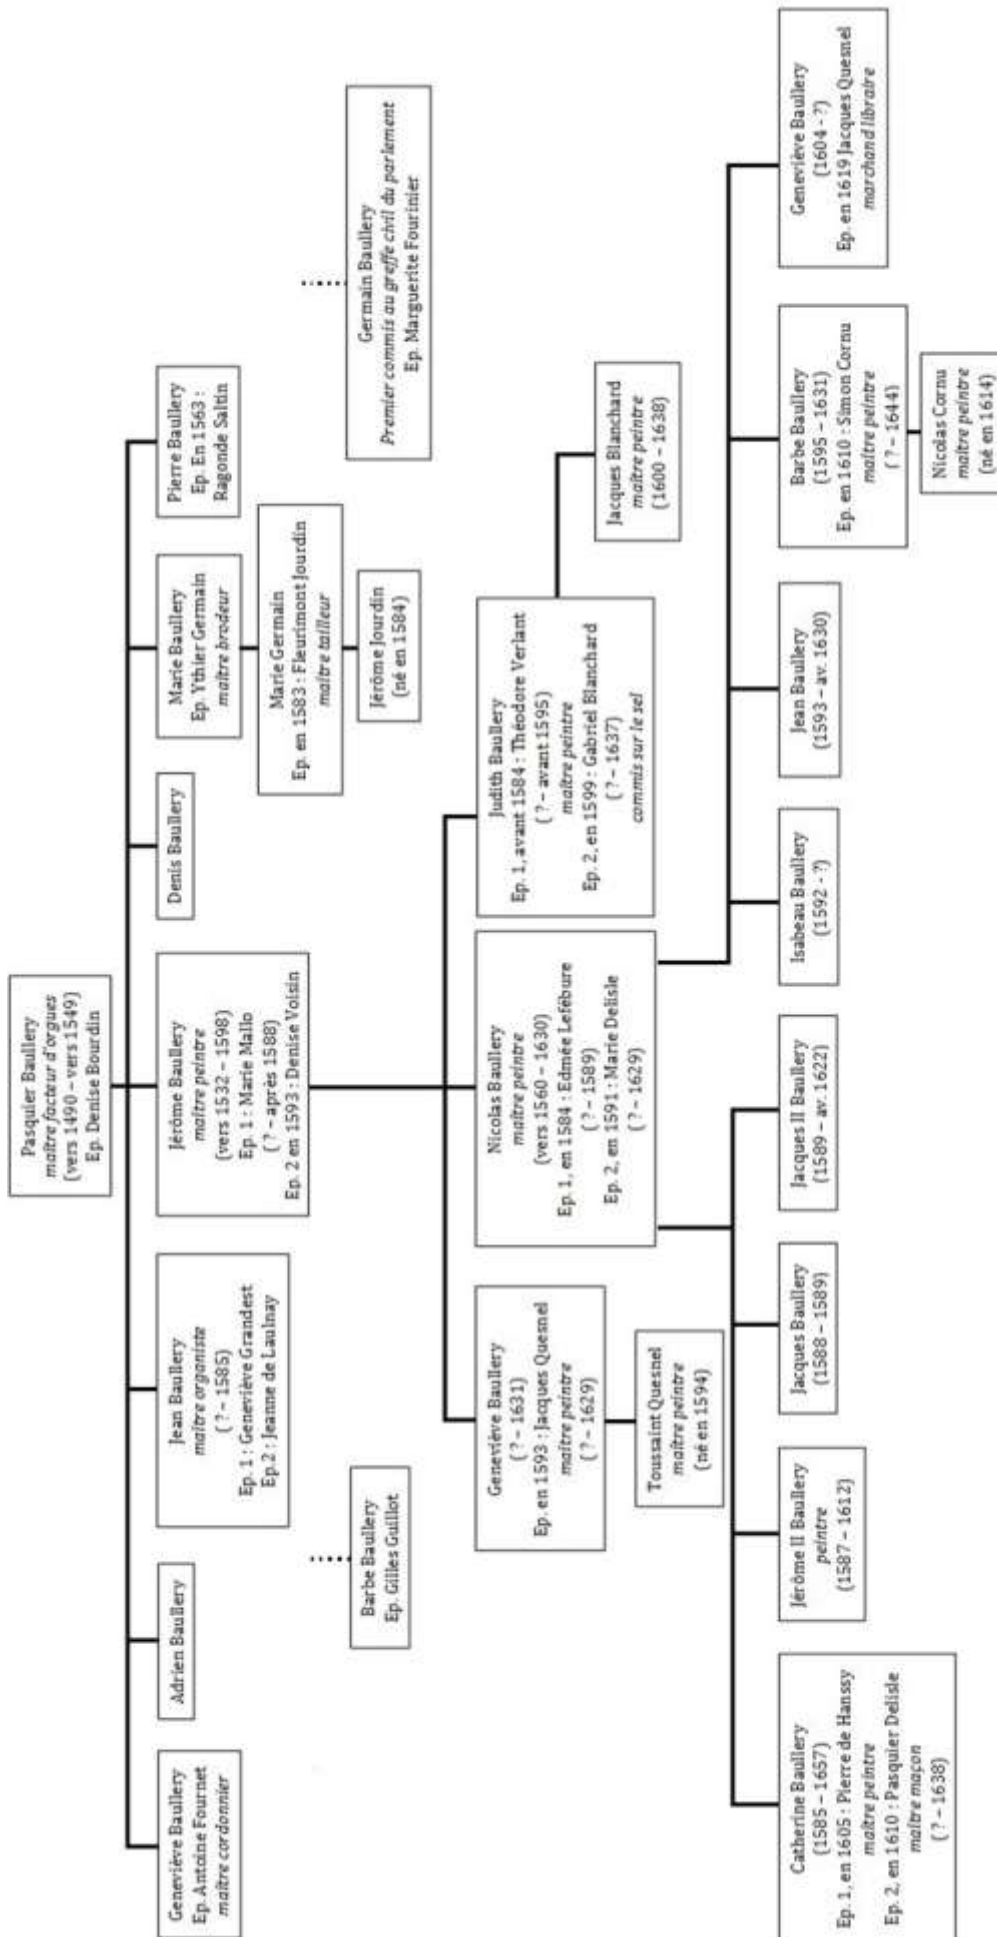 Pasquier Baullery
maître facteur d'orgues
(vers 1490 – vers 1549)
Ep. Denise Bourdin
Geneviève Baullery
Ep. Antoine Fournet
maître cordonnier
Adrien Baullery
Jean Baullery
maître organiste
( ? – 1585)
Ep. 1 : Geneviève Grandest
Ep.2 : Jeanne de Laulnay
Jérôme Baullery
maître peintre
(vers 1532 – 1598)
Ep. 1 : Marie Mallo
( ? – après 1588)
Ep. 2 en 1593 : Denise Voisin
Denis Baullery
Marie Baullery
Ep. Ythier Germain
maître brodeur
Pierre Baullery
Ep. En 1563 :
Ragonde Saltin
Marie Germain
Ep. en 1583 : Fleurimont Jourdin
maître tailleur
Jérôme Jourdin
(né en 1584)
Barbe Baullery
Ep. Gilles Guillot
Germain Baullery
Premier commis au greffe civil du parlement
Ep. Marguerite Fourinier
Geneviève Baullery
( ? – 1631)
Ep. en 1593 : Jacques Quesnel
maître peintre
( ? – 1629)
Toussaint Quesnel
maître peintre
(né en 1594)
Nicolas Baullery
maître peintre
(vers 1560 – 1630)
Ep. 1, en 1584 : Edmée Lefébure
( ? – 1589)
Ep. 2, en 1591 : Marie Delisle
( ? – 1629)
Judith Baullery
Ep. 1, avant 1584 : Théodore Verlant
( ? – avant 1595)
maître peintre
Ep. 2, en 1599 : Gabriel Blanchard
( ? – 1637)
commis sur le sel
Jacques Blanchard
maître peintre
(1600 – 1638)
Catherine Baullery
(1585 – 1657)
Ep. 1, en 1605 : Pierre de Hanssy
maître peintre
Ep. 2, en 1610 : Pasquier Delisle
maître maçon
( ? – 1638)
Jérôme II Baullery
peintre
(1587 – 1612)
Jacques Baullery
(1588 – 1589)
Jacques II Baullery
(1589 – av. 1622)
Isabeau Baullery
(1592 - ?)
Jean Baullery
(1593 – av. 1630)
Barbe Baullery
(1595 – 1631)
Ep. en 1610 : Simon Cornu
maître peintre
( ? – 1644)
Nicolas Cornu
maître peintre
(né en 1614)
Geneviève Baullery
(1604 - ?)
Ep. en 1619 Jacques Quesnel
marchand libraire